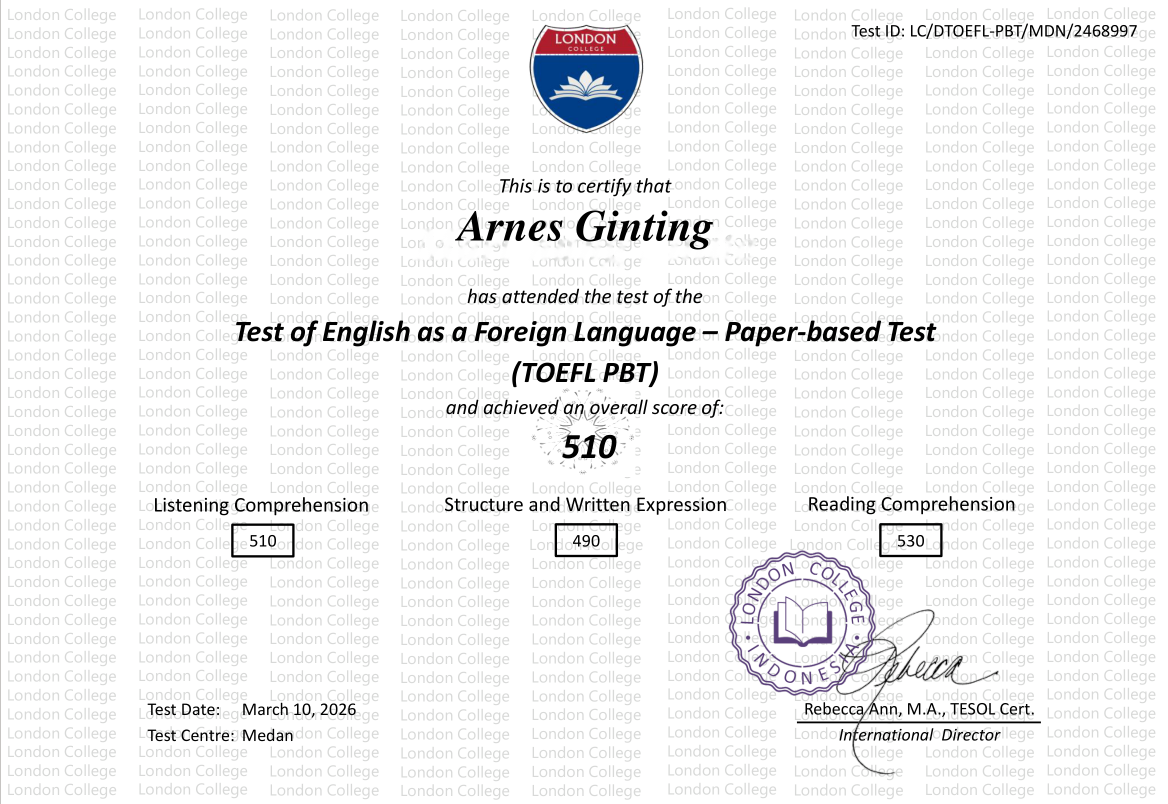 Test ID: LC/DTOEFL-PBT/MDN/2468997
LONDON
COLLEGE
This is to certify that
Arnes Ginting
has attended the test of the
Test of English as a Foreign Language – Paper-based Test
(TOEFL PBT)
and achieved an overall score of:
510
Listening Comprehension Structure and Written Expression Reading Comprehension
510 490 530
LONDON COLLEGE
INDONESIA
Rebecca
Test Date: March 10, 2026 Rebecca Ann, M.A., TESOL Cert.
Test Centre: Medan International Director
London College